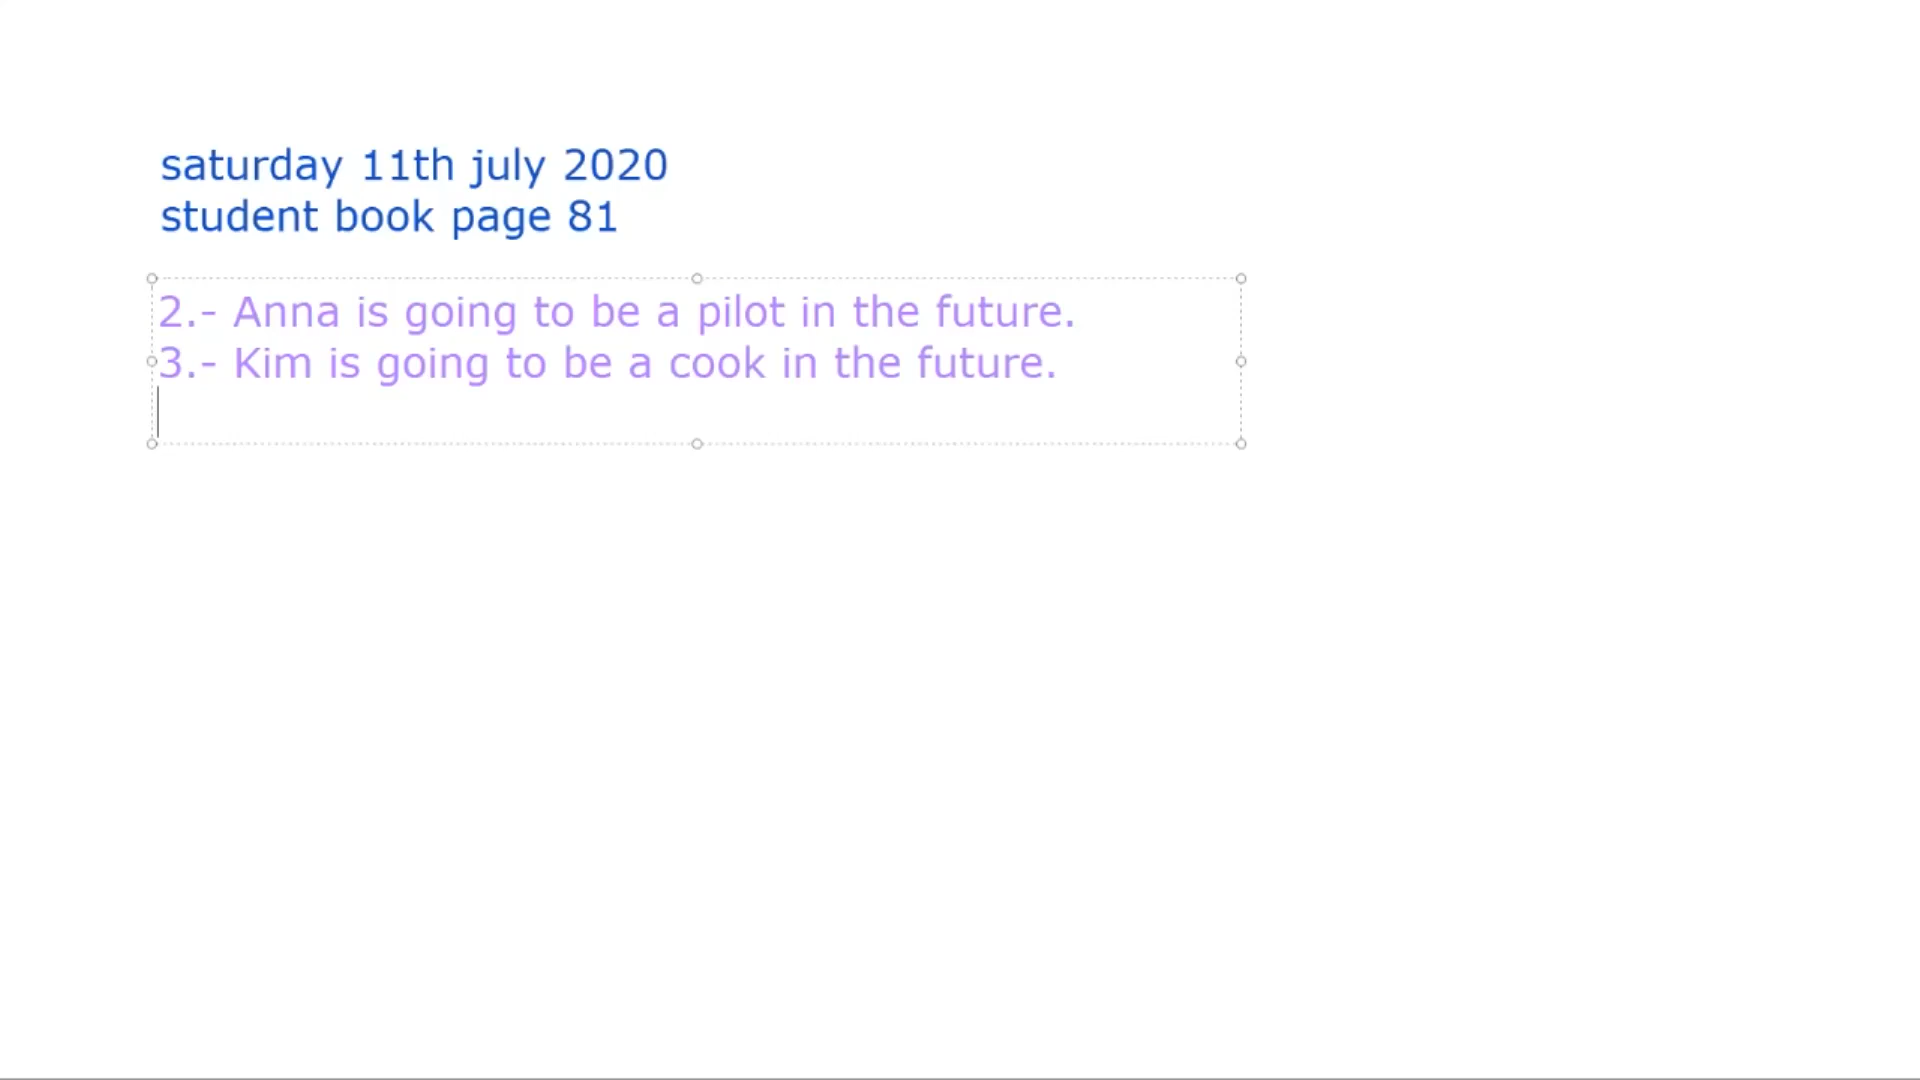 saturday 11th july 2020
student book page 81
2.- Anna is going to be a pilot in the future.
3.- Kim is going to be a cook in the future.